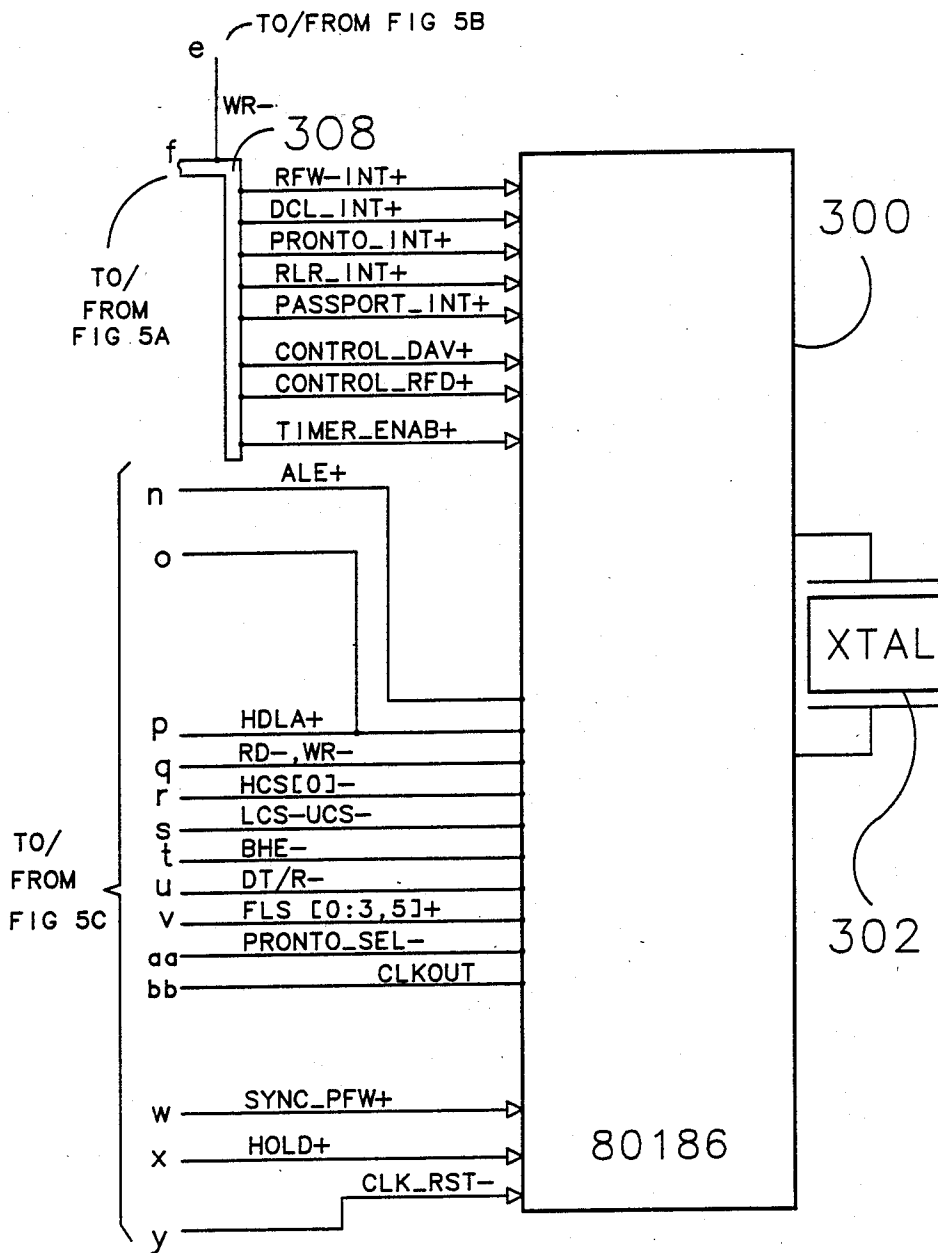 TO/FROM FIG 5B
e
WR-
f
308
RFW-INT+
DCL_INT+
PRONTO_INT+
RLR_INT+
PASSPORT_INT+
CONTROL_DAV+
CONTROL_RFD+
TIMER_ENAB+
TO/
FROM
FIG 5A
300
n
ALE+
o
XTAL
302
p
HDLA+
q
RD-,WR-
r
HCS[0]-
s
LCS-UCS-
t
BHE-
u
DT/R-
v
FLS [0:3,5]+
aa
PRONTO_SEL-
bb
CLKOUT
TO/
FROM
FIG 5C
w
SYNC_PFW+
x
HOLD+
y
CLK_RST-
80186